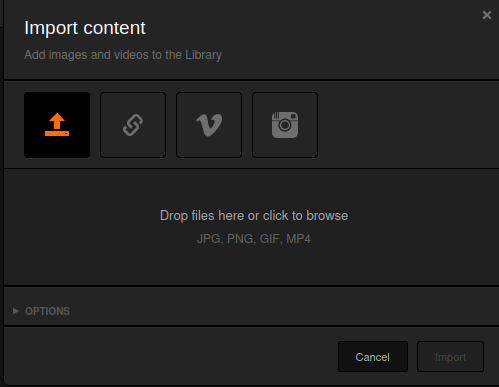 Import content
Add images and videos to the Library
Drop files here or click to browse
JPG, PNG, GIF, MP4
OPTIONS
Cancel
Import